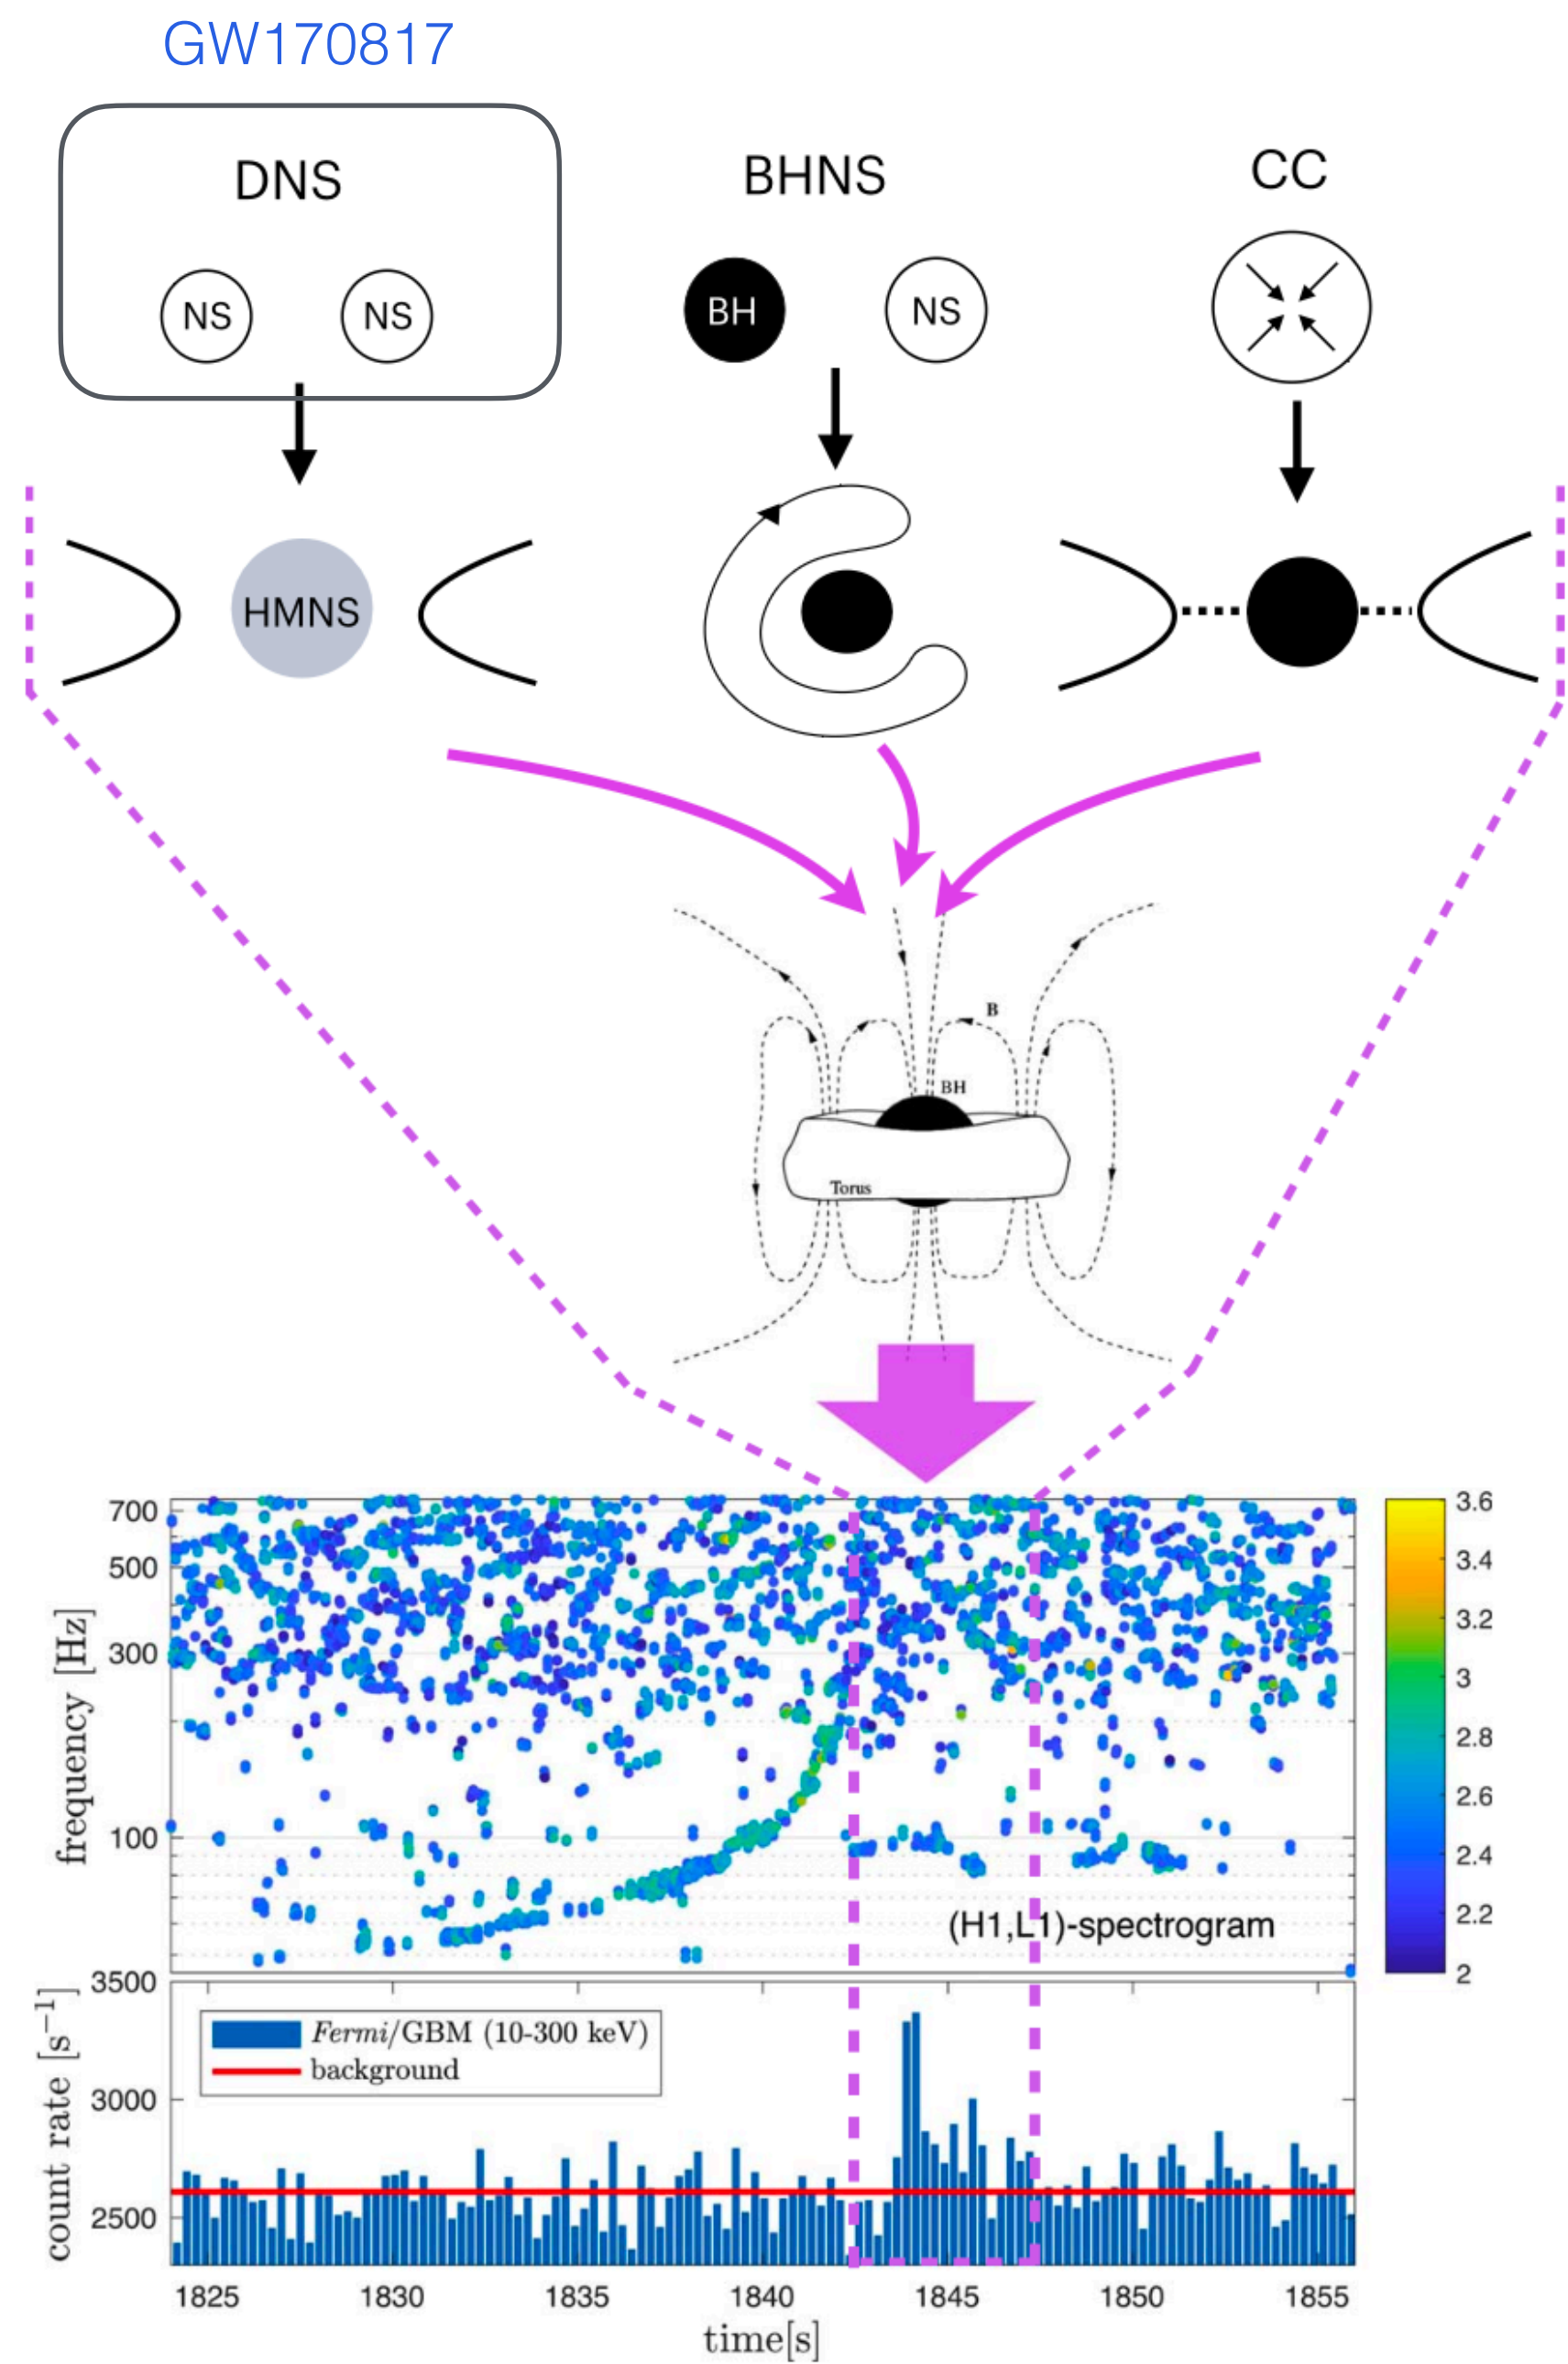 GW170817
DNS
BHNS
CC
NS
NS
BH
NS
HMNS
B
BH
Torus
700
500
300
100
frequency [Hz]
(H1,L1)-spectrogram
3.6
3.4
3.2
3
2.8
2.6
2.4
2.2
2
3500
3000
2500
count rate [s⁻¹]
Fermi/GBM (10-300 keV)
background
1825
1830
1835
1840
1845
1850
1855
time[s]